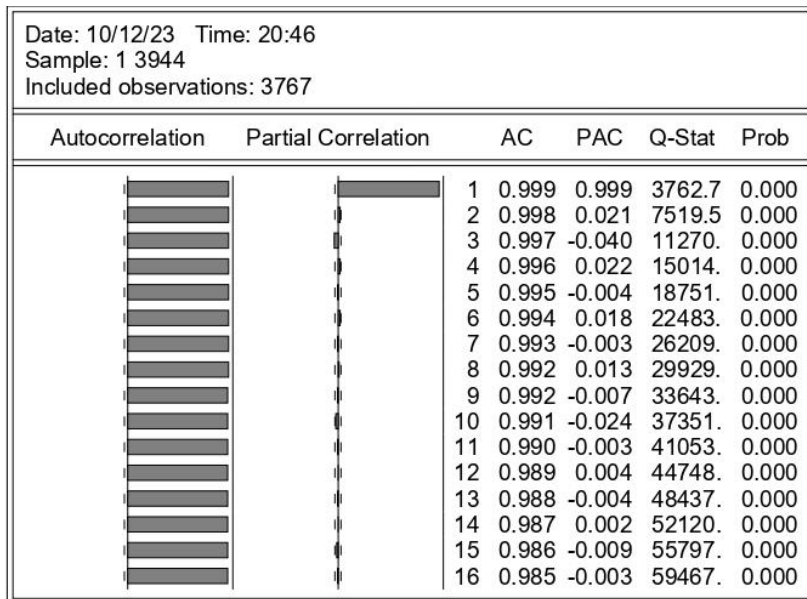 Date: 10/12/23 Time: 20:46
Sample: 1 3944
Included observations: 3767
Autocorrelation Partial Correlation AC PAC Q-Stat Prob
1 0.999 0.999 3762.7 0.000
2 0.998 0.021 7519.5 0.000
3 0.997 -0.040 11270. 0.000
4 0.996 0.022 15014. 0.000
5 0.995 -0.004 18751. 0.000
6 0.994 0.018 22483. 0.000
7 0.993 -0.003 26209. 0.000
8 0.992 0.013 29929. 0.000
9 0.992 -0.007 33643. 0.000
10 0.991 -0.024 37351. 0.000
11 0.990 -0.003 41053. 0.000
12 0.989 0.004 44748. 0.000
13 0.988 -0.004 48437. 0.000
14 0.987 0.002 52120. 0.000
15 0.986 -0.009 55797. 0.000
16 0.985 -0.003 59467. 0.000